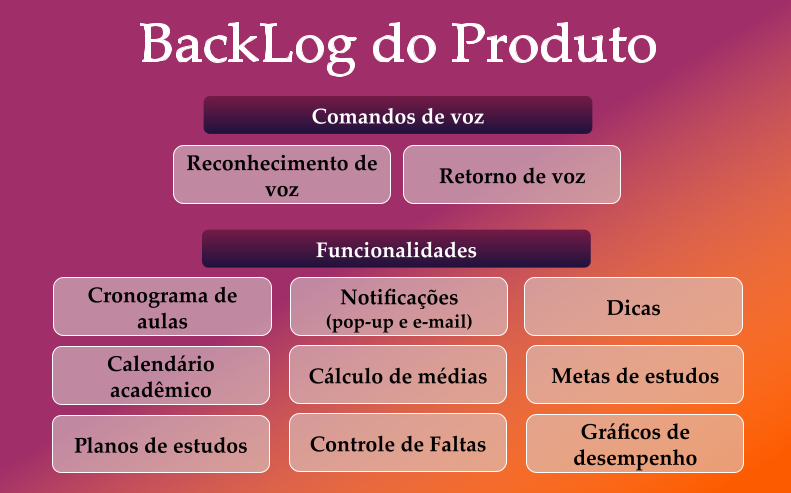 BackLog do Produto
Comandos de voz
Reconhecimento de
voz
Retorno de voz
Funcionalidades
Cronograma de
aulas
Notificações
(pop-up e e-mail)
Dicas
Calendário
acadêmico
Cálculo de médias
Metas de estudos
Planos de estudos
Controle de Faltas
Gráficos de
desempenho